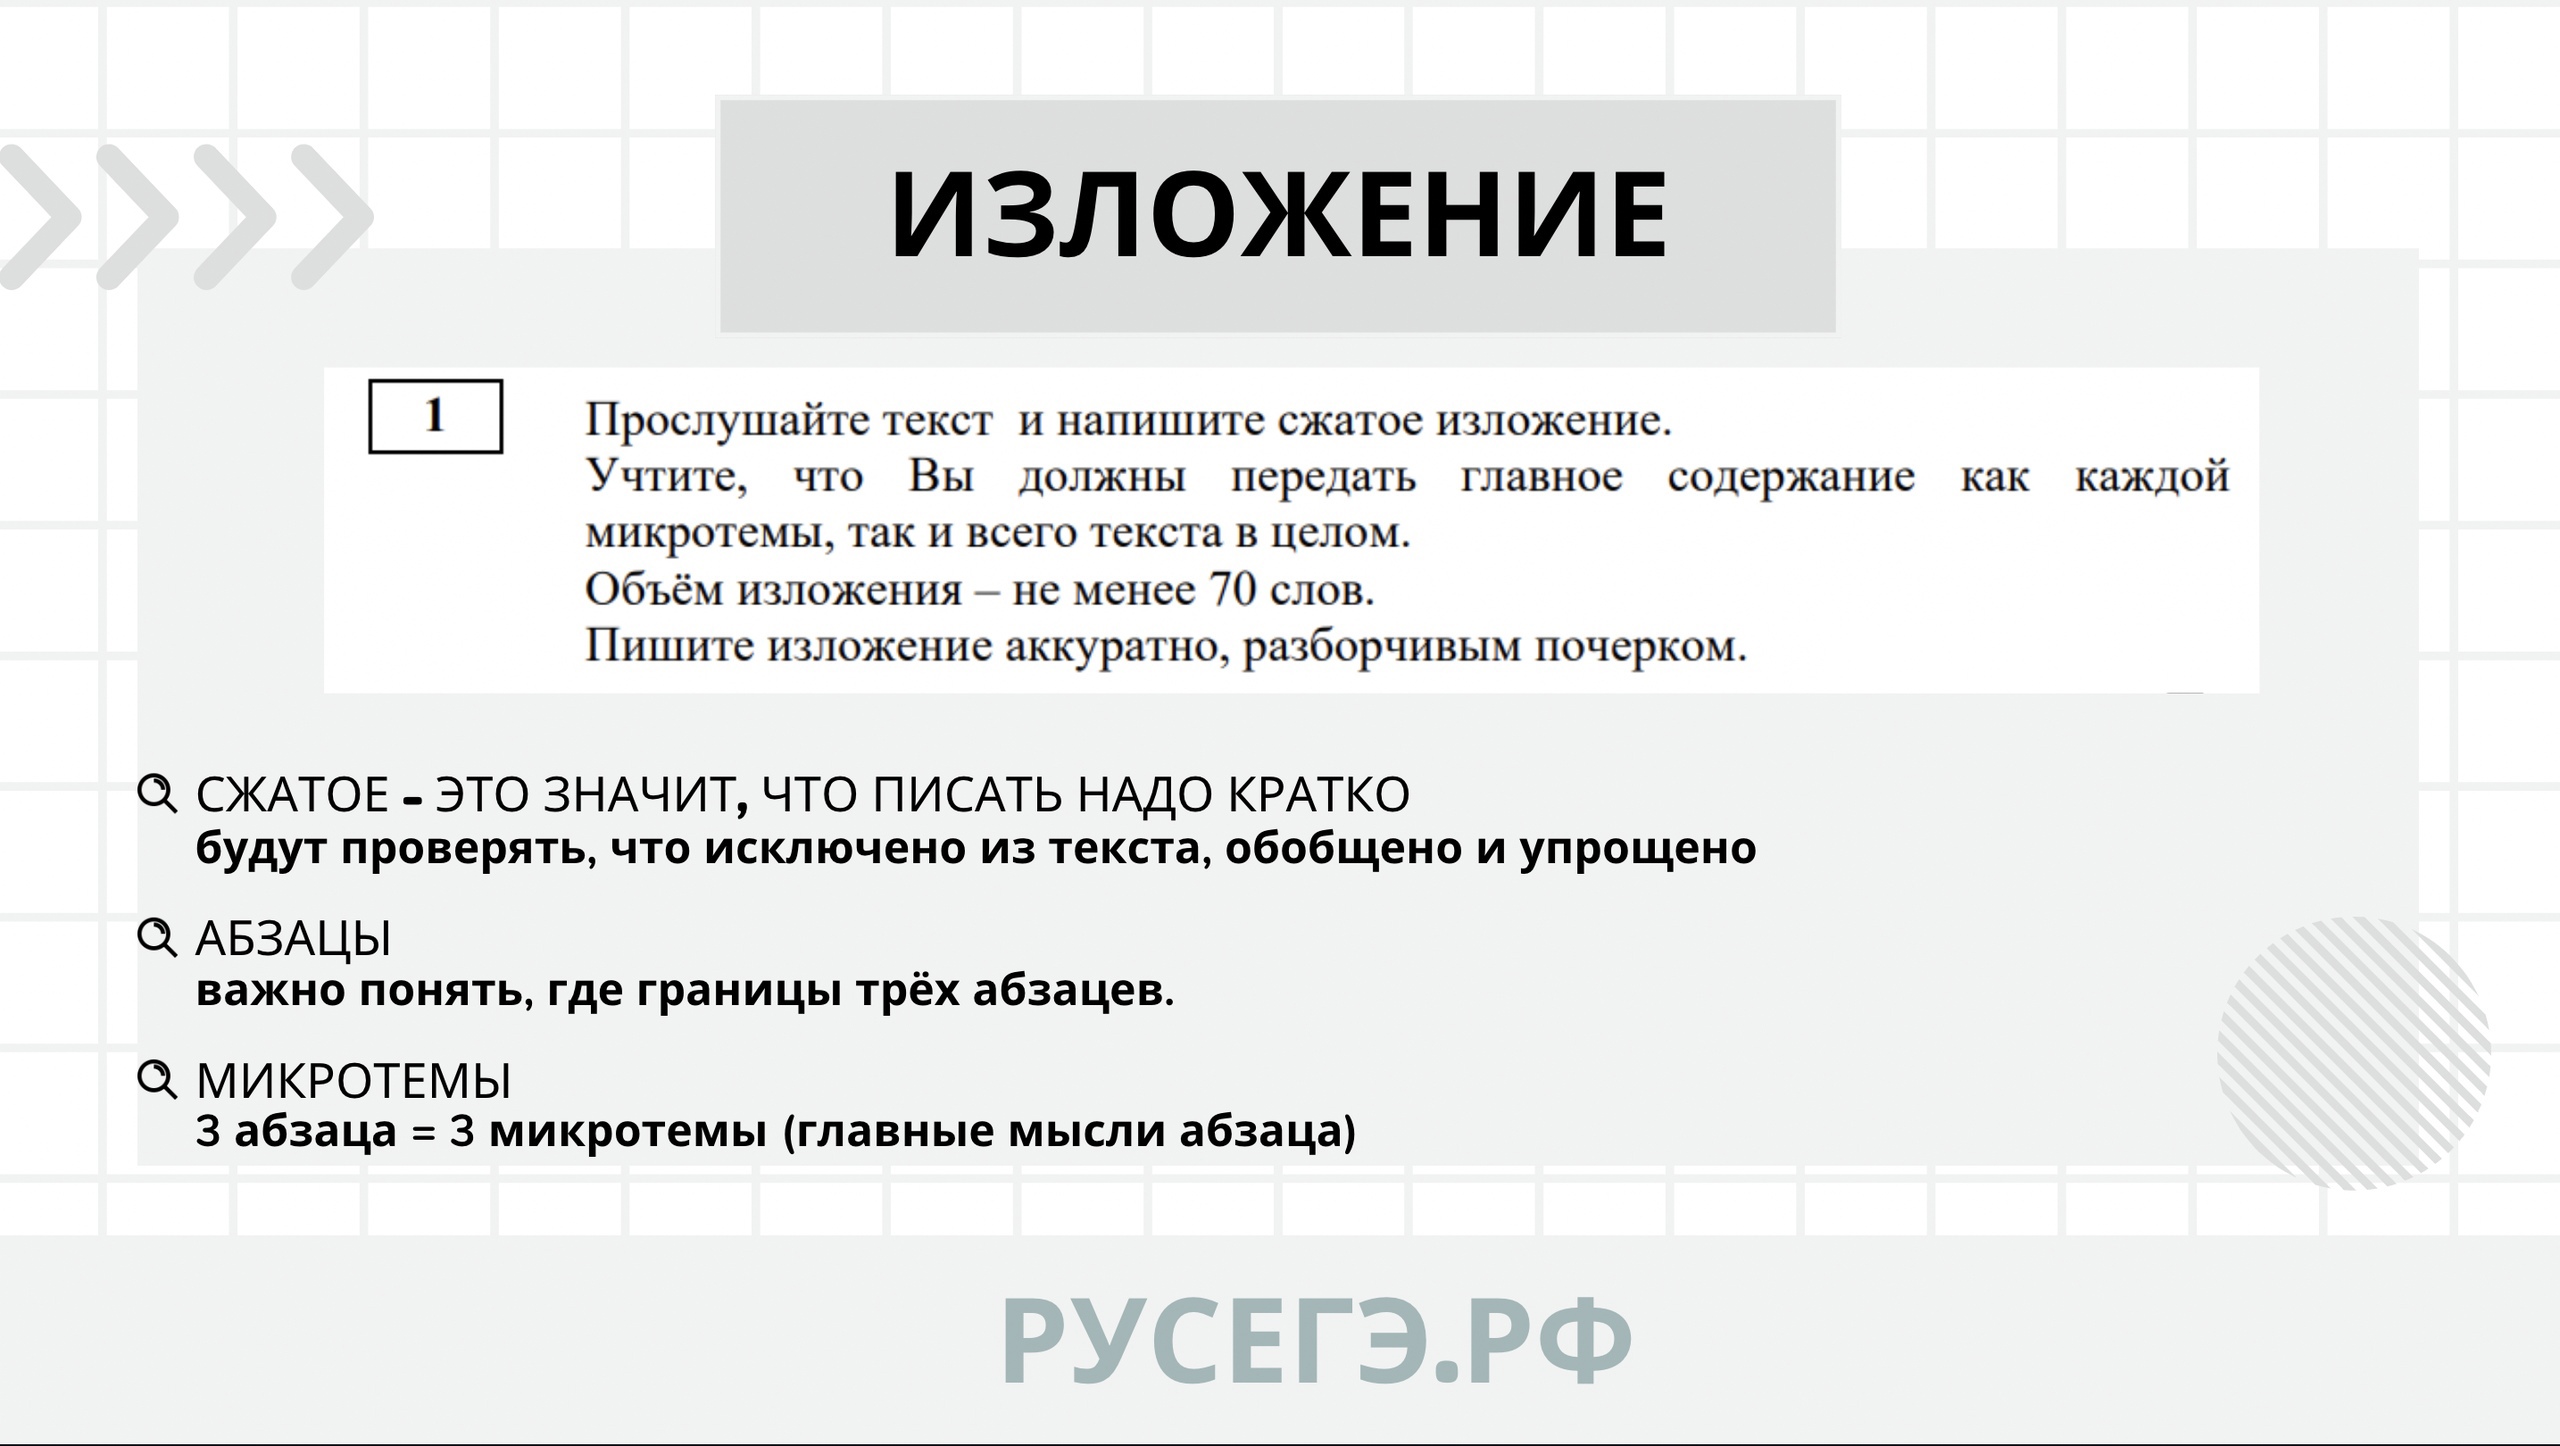 ИЗЛОЖЕНИЕ
1
Прослушайте текст и напишите сжатое изложение.
Учтите, что Вы должны передать главное содержание как каждой
микротемы, так и всего текста в целом.
Объём изложения – не менее 70 слов.
Пишите изложение аккуратно, разборчивым почерком.
СЖАТОЕ - ЭТО ЗНАЧИТ, ЧТО ПИСАТЬ НАДО КРАТКО
будут проверять, что исключено из текста, обобщено и упрощено
АБЗАЦЫ
важно понять, где границы трёх абзацев.
МИКРОТЕМЫ
3 абзаца = 3 микротемы (главные мысли абзаца)
РУСЕГЭ.РФ